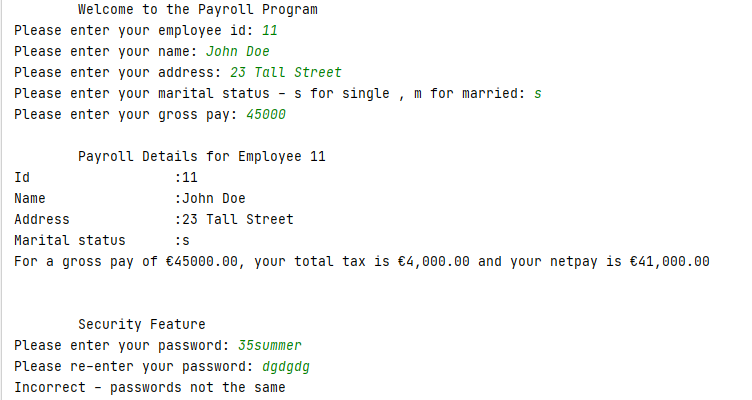 Welcome to the Payroll Program
Please enter your employee id: 11
Please enter your name: John Doe
Please enter your address: 23 Tall Street
Please enter your marital status - s for single , m for married: s
Please enter your gross pay: 45000
Payroll Details for Employee 11
Id :11
Name :John Doe
Address :23 Tall Street
Marital status :s
For a gross pay of €45000.00, your total tax is €4,000.00 and your netpay is €41,000.00
Security Feature
Please enter your password: 35summer
Please re-enter your password: dgdgdg
Incorrect - passwords not the same